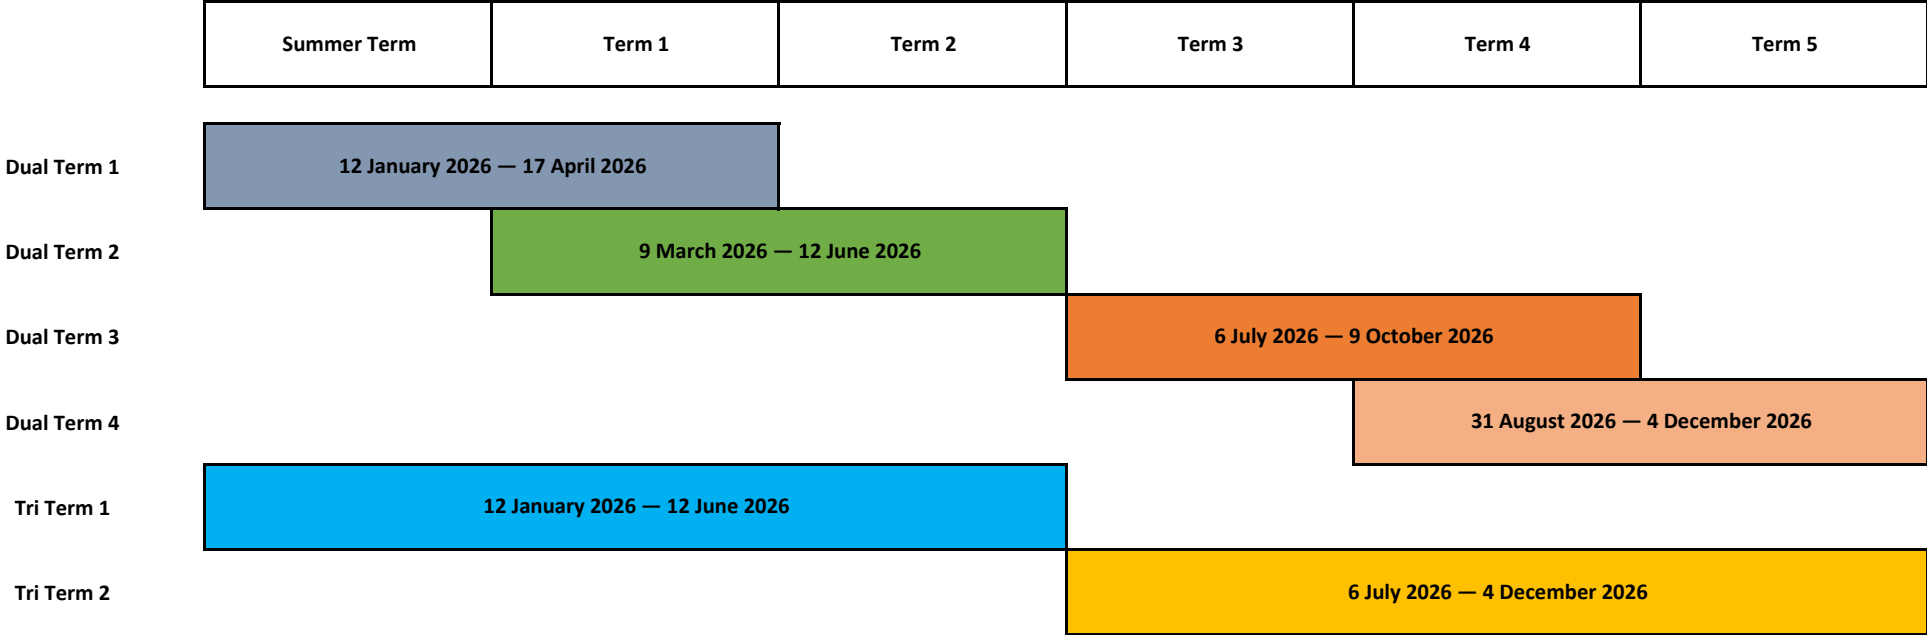 Summer Term Term 1 Term 2 Term 3 Term 4 Term 5
Dual Term 1 12 January 2026 — 17 April 2026
Dual Term 2 9 March 2026 — 12 June 2026
Dual Term 3 6 July 2026 — 9 October 2026
Dual Term 4 31 August 2026 — 4 December 2026
Tri Term 1 12 January 2026 — 12 June 2026
Tri Term 2 6 July 2026 — 4 December 2026